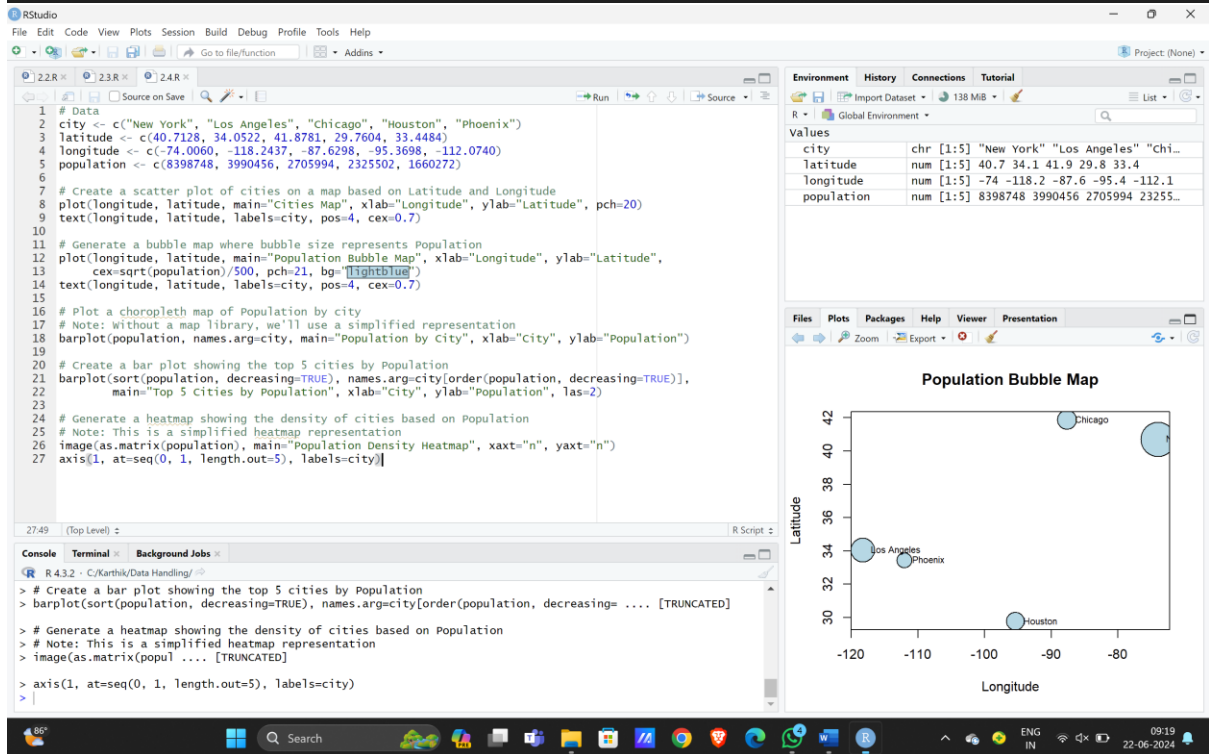 RStudio
File Edit Code View Plots Session Build Debug Profile Tools Help
Go to file/function Addins Project: (None)
2.2.R 2.3.R 2.4.R
Source on Save Run Source
1 # Data
2 city <- c("New York", "Los Angeles", "Chicago", "Houston", "Phoenix")
3 latitude <- c(40.7128, 34.0522, 41.8781, 29.7604, 33.4484)
4 longitude <- c(-74.0060, -118.2437, -87.6298, -95.3698, -112.0740)
5 population <- c(8398748, 3990456, 2705994, 2325502, 1660272)
6
7 # Create a scatter plot of cities on a map based on Latitude and Longitude
8 plot(longitude, latitude, main="Cities Map", xlab="Longitude", ylab="Latitude", pch=20)
9 text(longitude, latitude, labels=city, pos=4, cex=0.7)
10
11 # Generate a bubble map where bubble size represents Population
12 plot(longitude, latitude, main="Population Bubble Map", xlab="Longitude", ylab="Latitude",
13 cex=sqrt(population)/500, pch=21, bg="lightblue")
14 text(longitude, latitude, labels=city, pos=4, cex=0.7)
15
16 # Plot a choropleth map of Population by city
17 # Note: Without a map library, we'll use a simplified representation
18 barplot(population, names.arg=city, main="Population by City", xlab="City", ylab="Population")
19
20 # Create a bar plot showing the top 5 cities by Population
21 barplot(sort(population, decreasing=TRUE), names.arg=city[order(population, decreasing=TRUE)],
22 main="Top 5 Cities by Population", xlab="City", ylab="Population", las=2)
23
24 # Generate a heatmap showing the density of cities based on Population
25 # Note: This is a simplified heatmap representation
26 image(as.matrix(population), main="Population Density Heatmap", xaxt="n", yaxt="n")
27 axis(1, at=seq(0, 1, length.out=5), labels=city)
27:49 (Top Level) R Script
Console Terminal Background Jobs
R 4.3.2 · C:/Karthik/Data Handling/
> # Create a bar plot showing the top 5 cities by Population
> barplot(sort(population, decreasing=TRUE), names.arg=city[order(population, decreasing= .... [TRUNCATED]
> # Generate a heatmap showing the density of cities based on Population
> # Note: This is a simplified heatmap representation
> image(as.matrix(popul .... [TRUNCATED]
> axis(1, at=seq(0, 1, length.out=5), labels=city)
>
Environment History Connections Tutorial
Import Dataset 138 MiB List
R Global Environment
Values
city chr [1:5] "New York" "Los Angeles" "Chi…
latitude num [1:5] 40.7 34.1 41.9 29.8 33.4
longitude num [1:5] -74 -118.2 -87.6 -95.4 -112.1
population num [1:5] 8398748 3990456 2705994 23255…
Files Plots Packages Help Viewer Presentation
Zoom Export
Population Bubble Map
42
40
38
36
34
32
30
Latitude
Chicago
N
Los Angeles
Phoenix
Houston
-120 -110 -100 -90 -80
Longitude
86°
Search
PRE
4
ENG
IN
09:19
22-06-2024